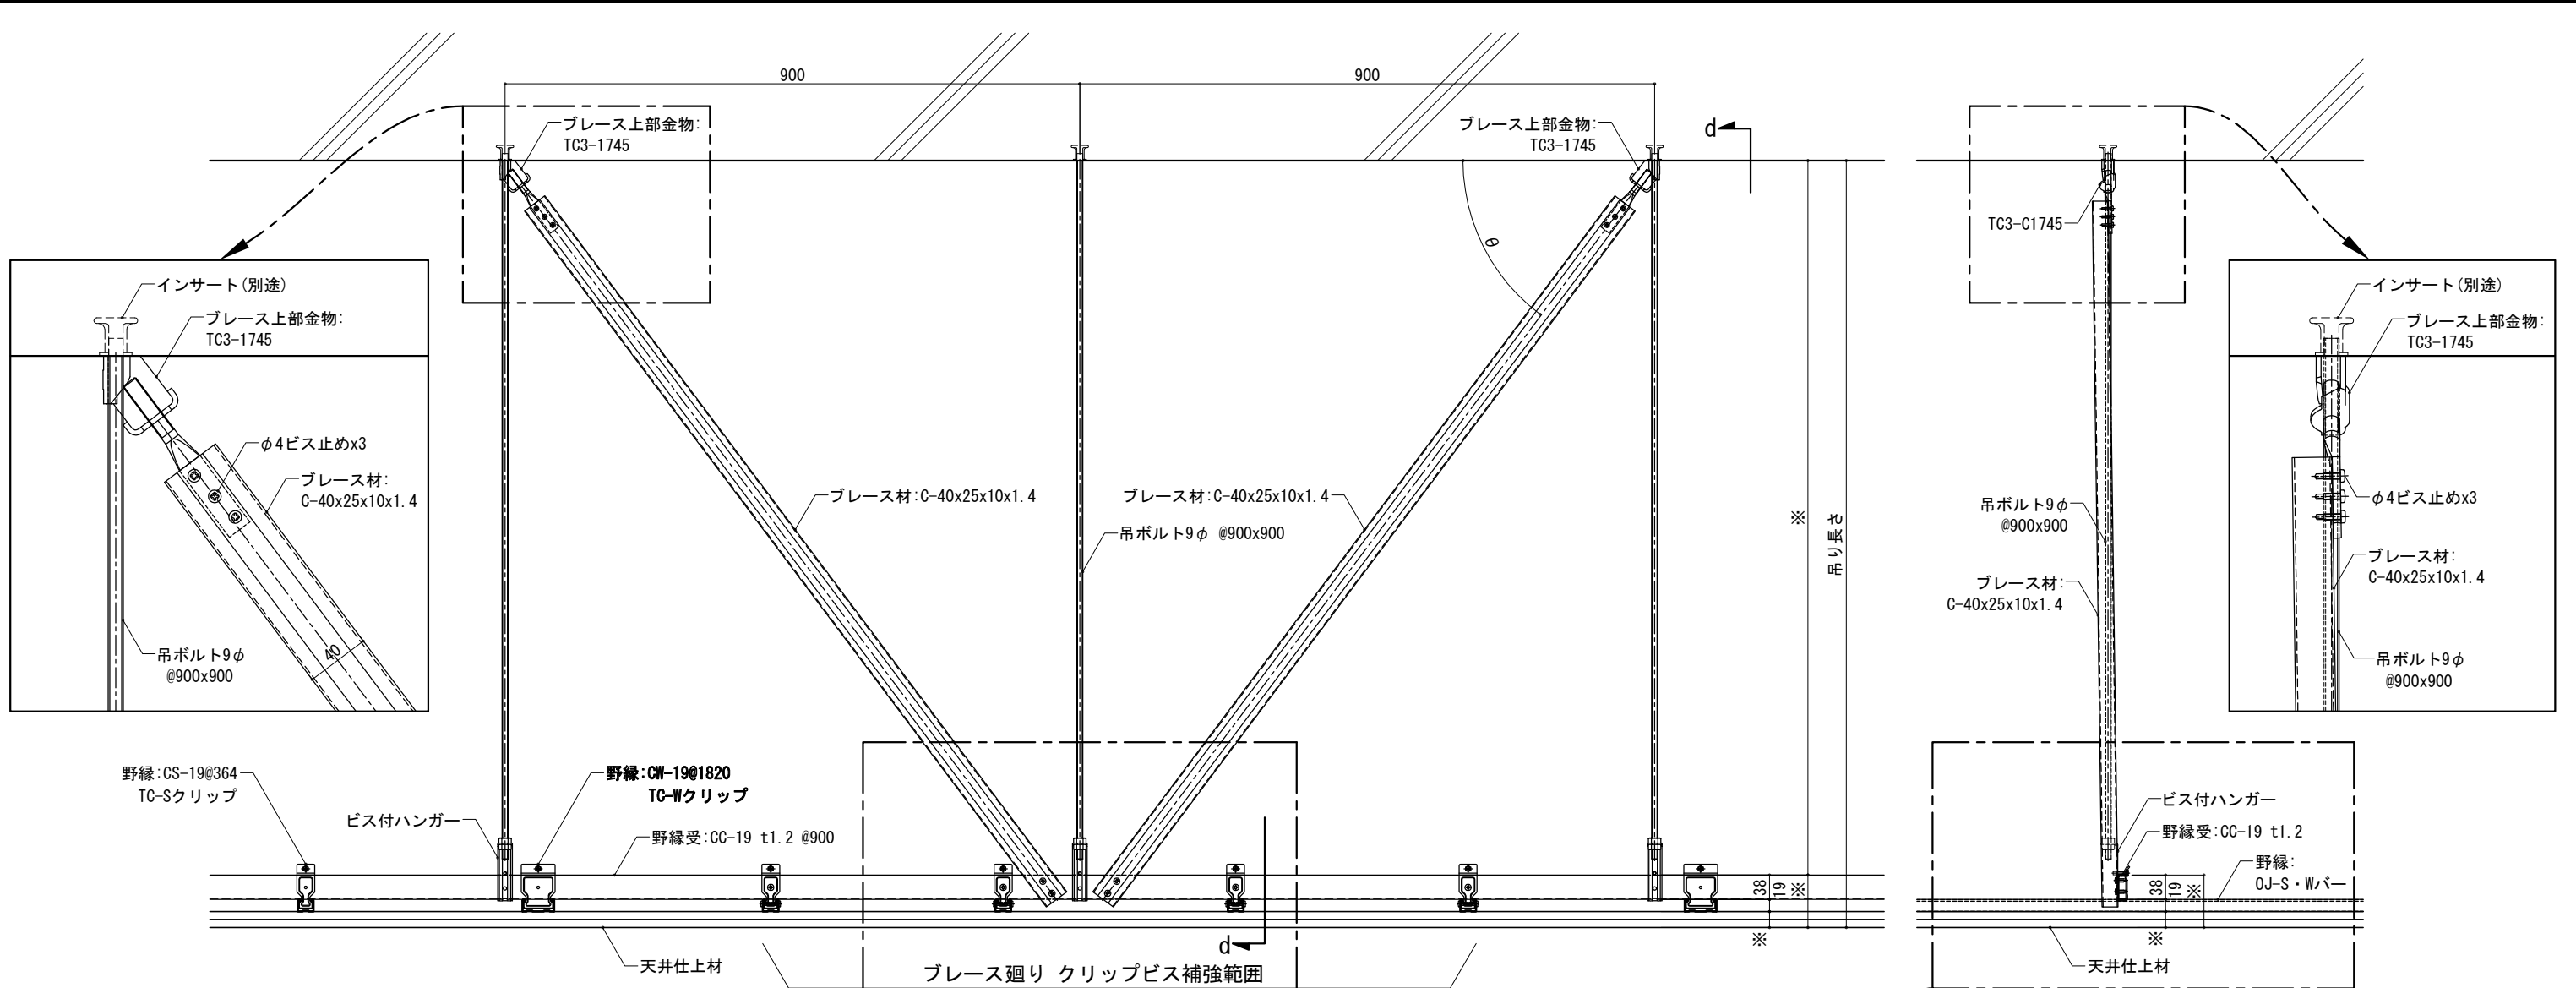 900
900
ブレース上部金物:
TC3-1745
ブレース上部金物:
TC3-1745
d
θ
TC3-C1745
インサート(別途)
ブレース上部金物:
TC3-1745
φ4ビス止めx3
ブレース材:
C-40x25x10x1.4
吊ボルト9φ
@900x900
40
ブレース材:C-40x25x10x1.4
ブレース材:C-40x25x10x1.4
吊ボルト9φ @900x900
※
吊り長さ
吊ボルト9φ
@900x900
ブレース材:
C-40x25x10x1.4
インサート(別途)
ブレース上部金物:
TC3-1745
φ4ビス止めx3
ブレース材:
C-40x25x10x1.4
吊ボルト9φ
@900x900
野縁:CS-19@364
TC-Sクリップ
野縁:CW-19@1820
TC-Wクリップ
ビス付ハンガー
野縁受:CC-19 t1.2 @900
38
19
※
※
ビス付ハンガー
野縁受:CC-19 t1.2
野縁:
OJ-S・Wバー
38
19
※
※
d
天井仕上材
ブレース廻り クリップビス補強範囲
天井仕上材